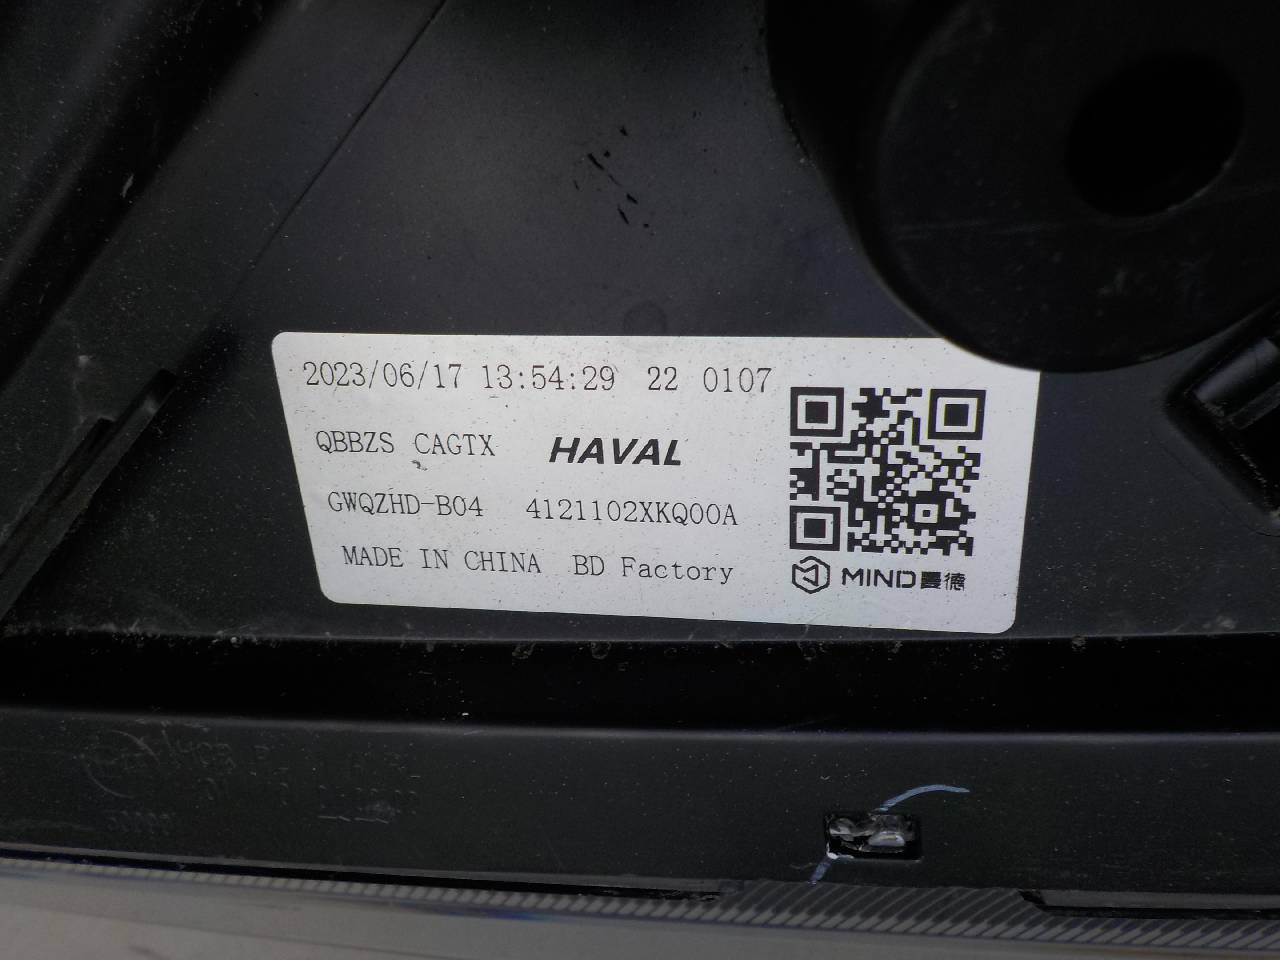 2023/06/17 13:54:29 22 0107
QBBZS CAGTX HAVAL
GWQZHD-B04 4121102XKQ00A
MADE IN CHINA BD Factory
MIND曼德